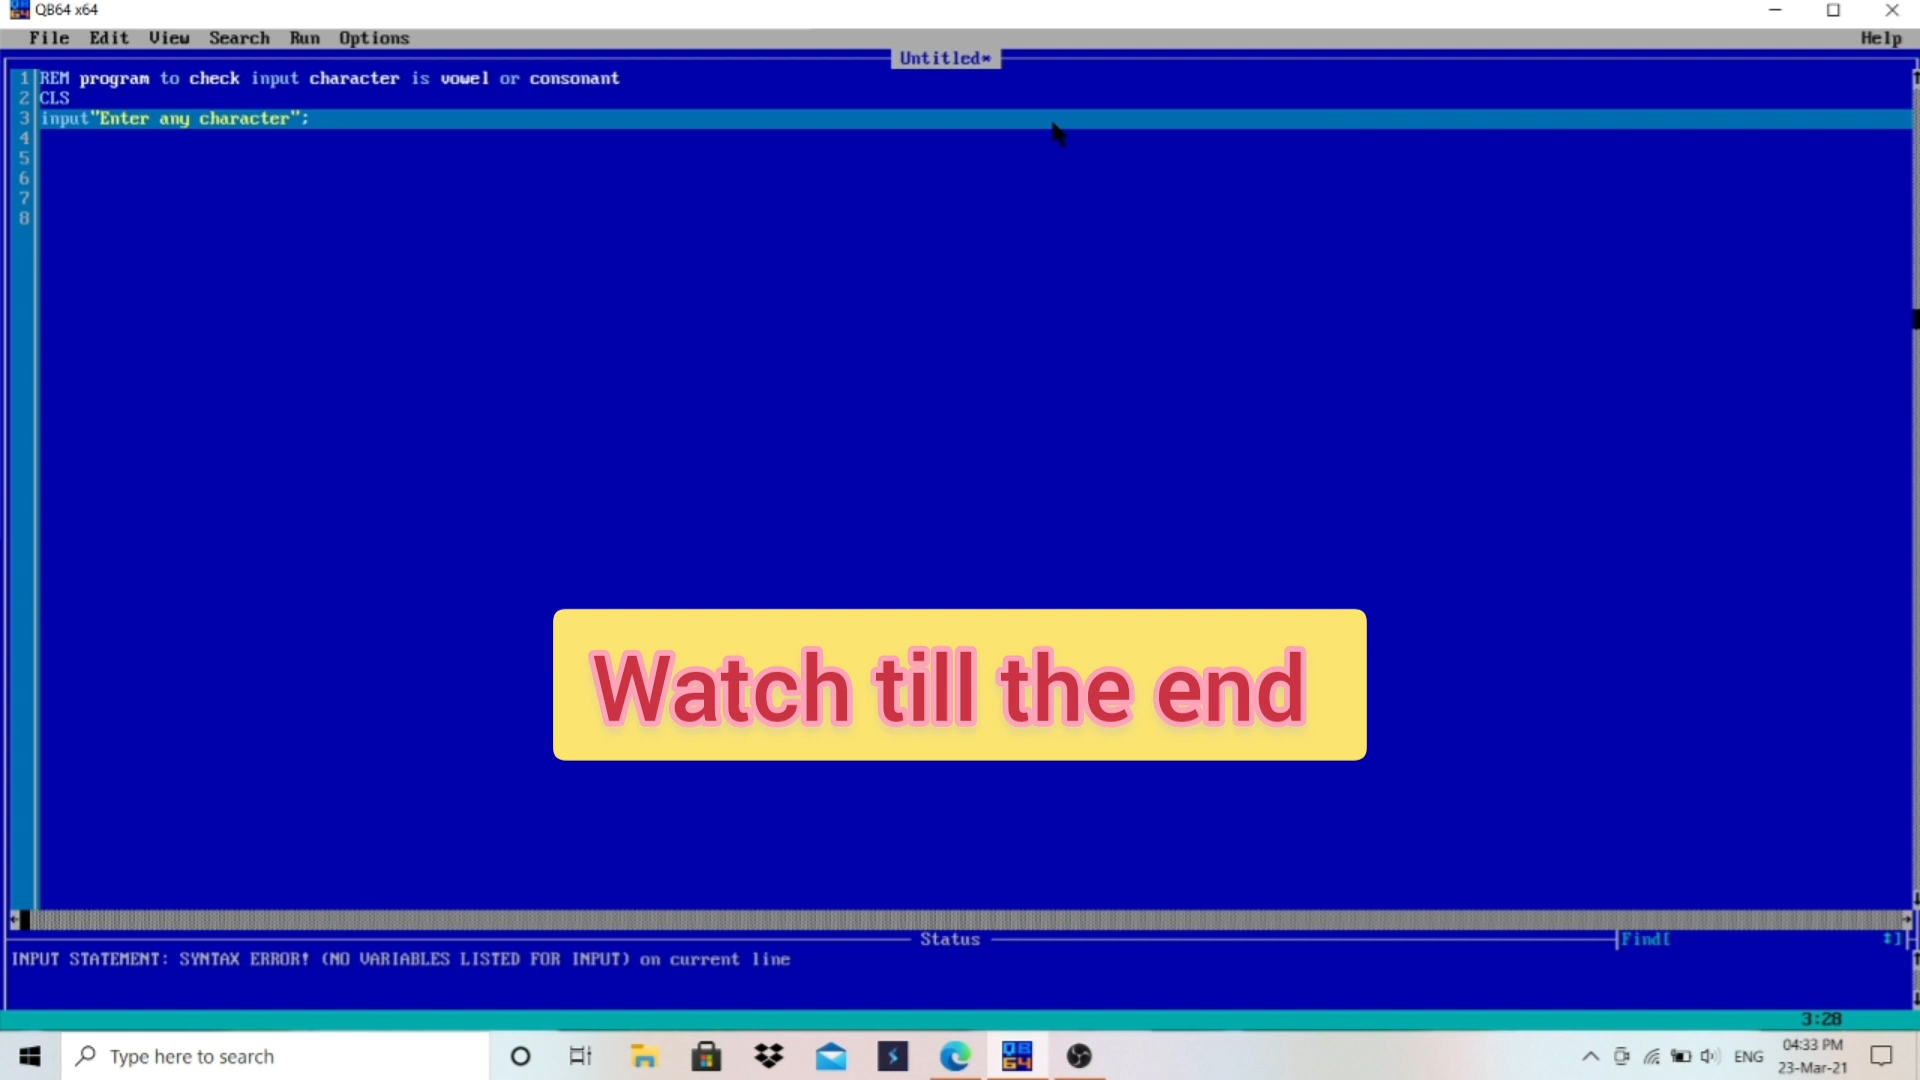 QB64 x64
File Edit View Search Run Options Help
Untitled*
1 REM program to check input character is vowel or consonant
2 CLS
3 input"Enter any character";
4
5
6
7
8
Watch till the end
Status
Find[ ]
INPUT STATEMENT: SYNTAX ERROR! (NO VARIABLES LISTED FOR INPUT) on current line
3:28
Type here to search
QB64
ENG
04:33 PM
23-Mar-21